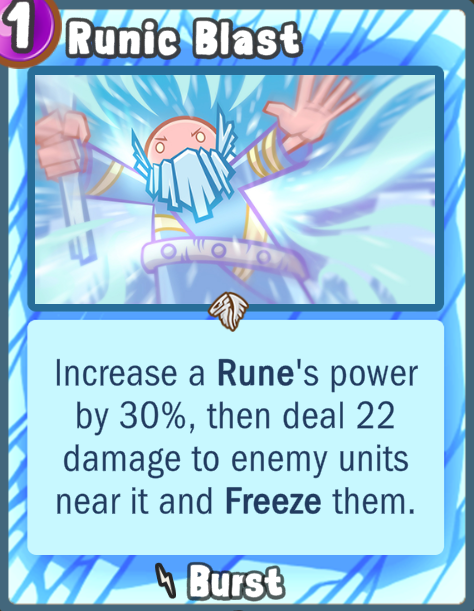 1
Runic Blast
Increase a Rune's power
by 30%, then deal 22
damage to enemy units
near it and Freeze them.
Burst